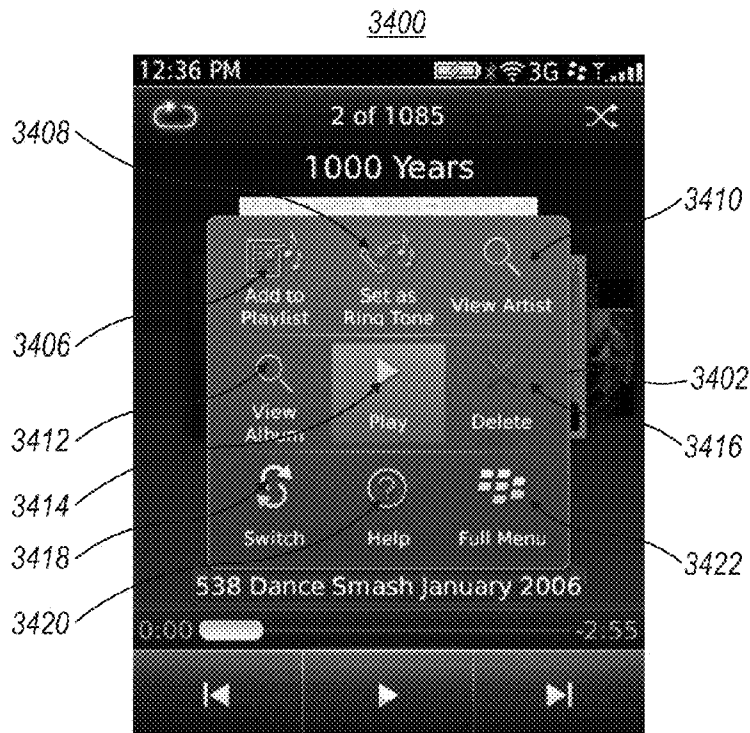 3400
12:36 PM 3G
2 of 1085
3408
1000 Years
3410
Add to Playlist
Set as Ring Tone
View Artist
3406
3402
3412
View Album
Play
Delete
3416
3414
Switch
Help
Full Menu
3418
3422
538 Dance Smash January 2006
3420
0:00 -2:55